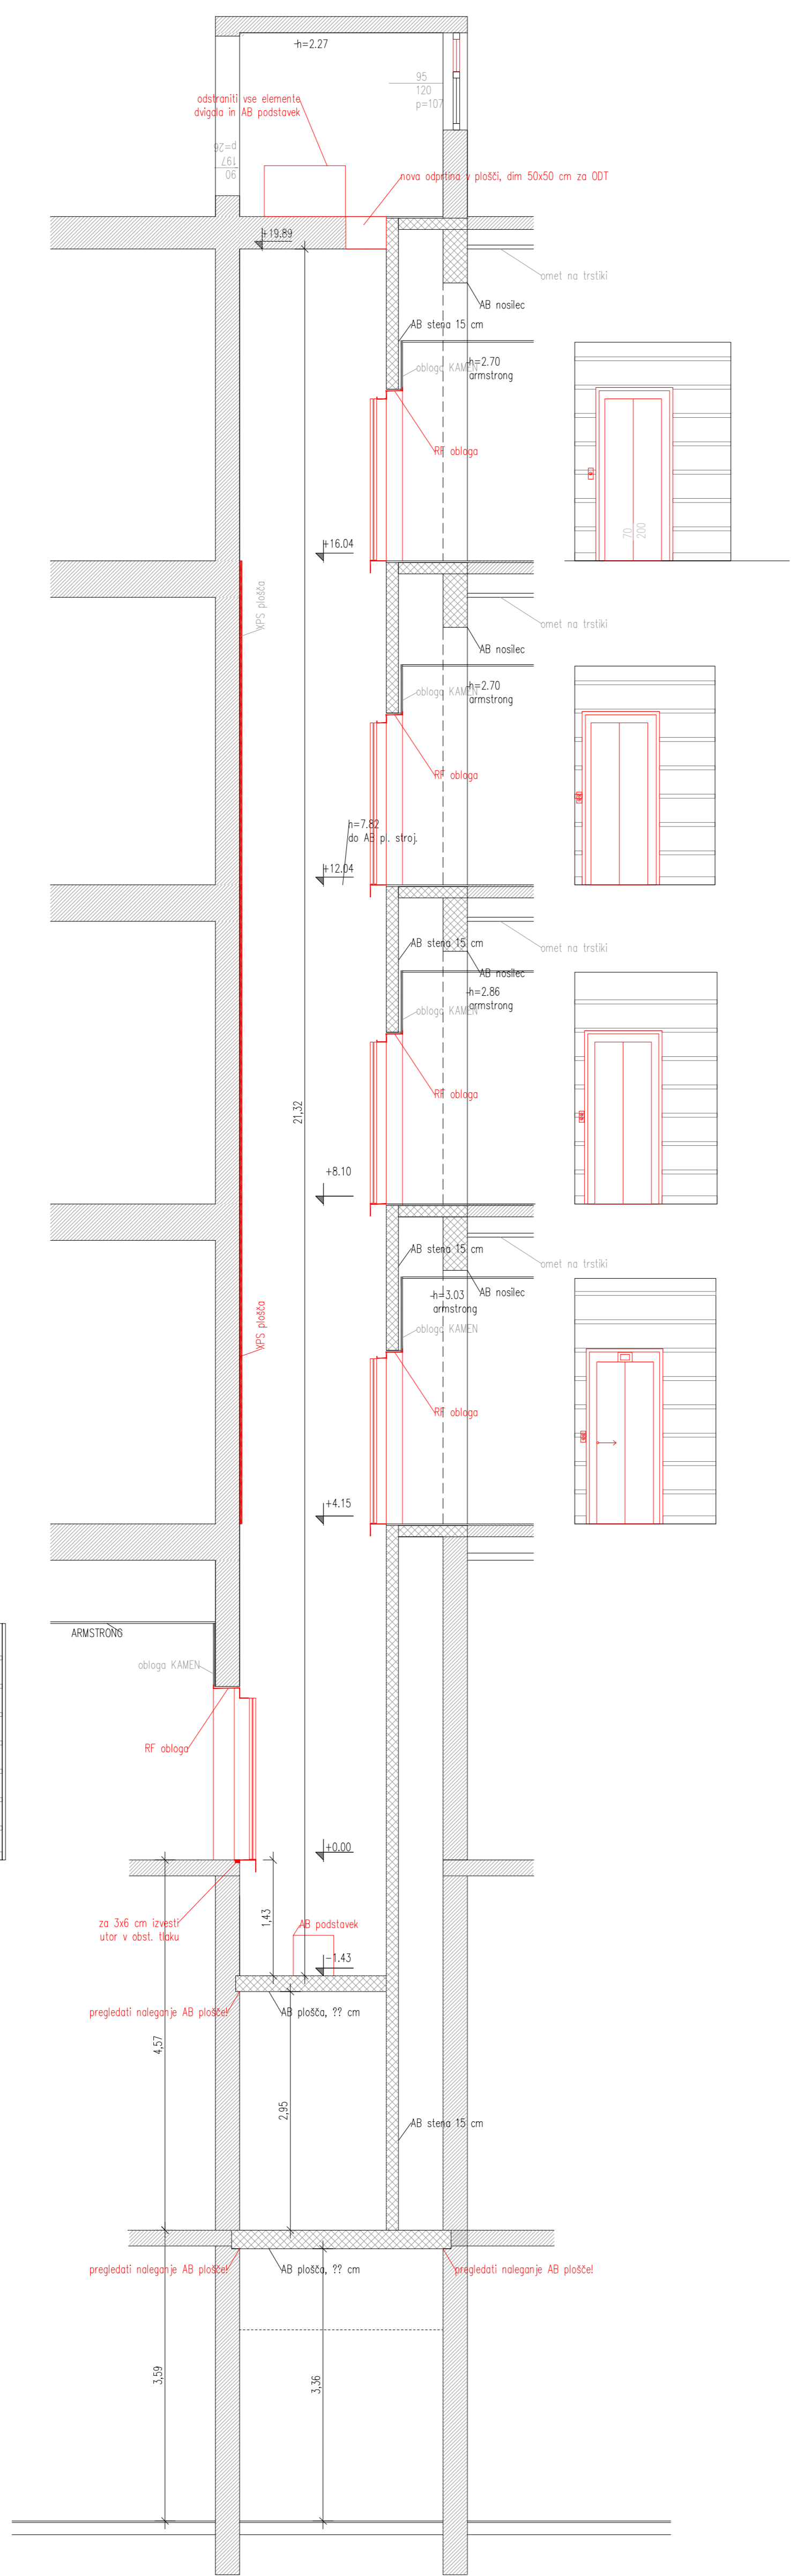 h=2.27
95
120
p=107
odstraniti vse elemente
dvigala in AB podstavek
90
197
p=26
nova odprtina v plošči, dim 50x50 cm za ODT
+19.89
omet na trstiki
AB nosilec
AB stena 15 cm
obloga KAMEN
h=2.70
armstrong
RF obloga
70
200
+16.04
XPS plošča
omet na trstiki
AB nosilec
obloga KAMEN
h=2.70
armstrong
RF obloga
h=7.82
do AB pl. stroj.
+12.04
AB stena 15 cm
omet na trstiki
AB nosilec
h=2.86
armstrong
obloga KAMEN
RF obloga
21,32
+8.10
AB stena 15 cm
omet na trstiki
AB nosilec
h=3.03
armstrong
XPS plošča
obloga KAMEN
RF obloga
+4.15
ARMSTRONG
obloga KAMEN
RF obloga
+0.00
1,43
za 3x6 cm izvesti
utor v obst. tlaku
AB podstavek
-1.43
pregledati naleganje AB plošče!
AB plošča, ?? cm
4,57
2,95
AB stena 15 cm
pregledati naleganje AB plošče!
AB plošča, ?? cm
pregledati naleganje AB plošče!
3,59
3,36